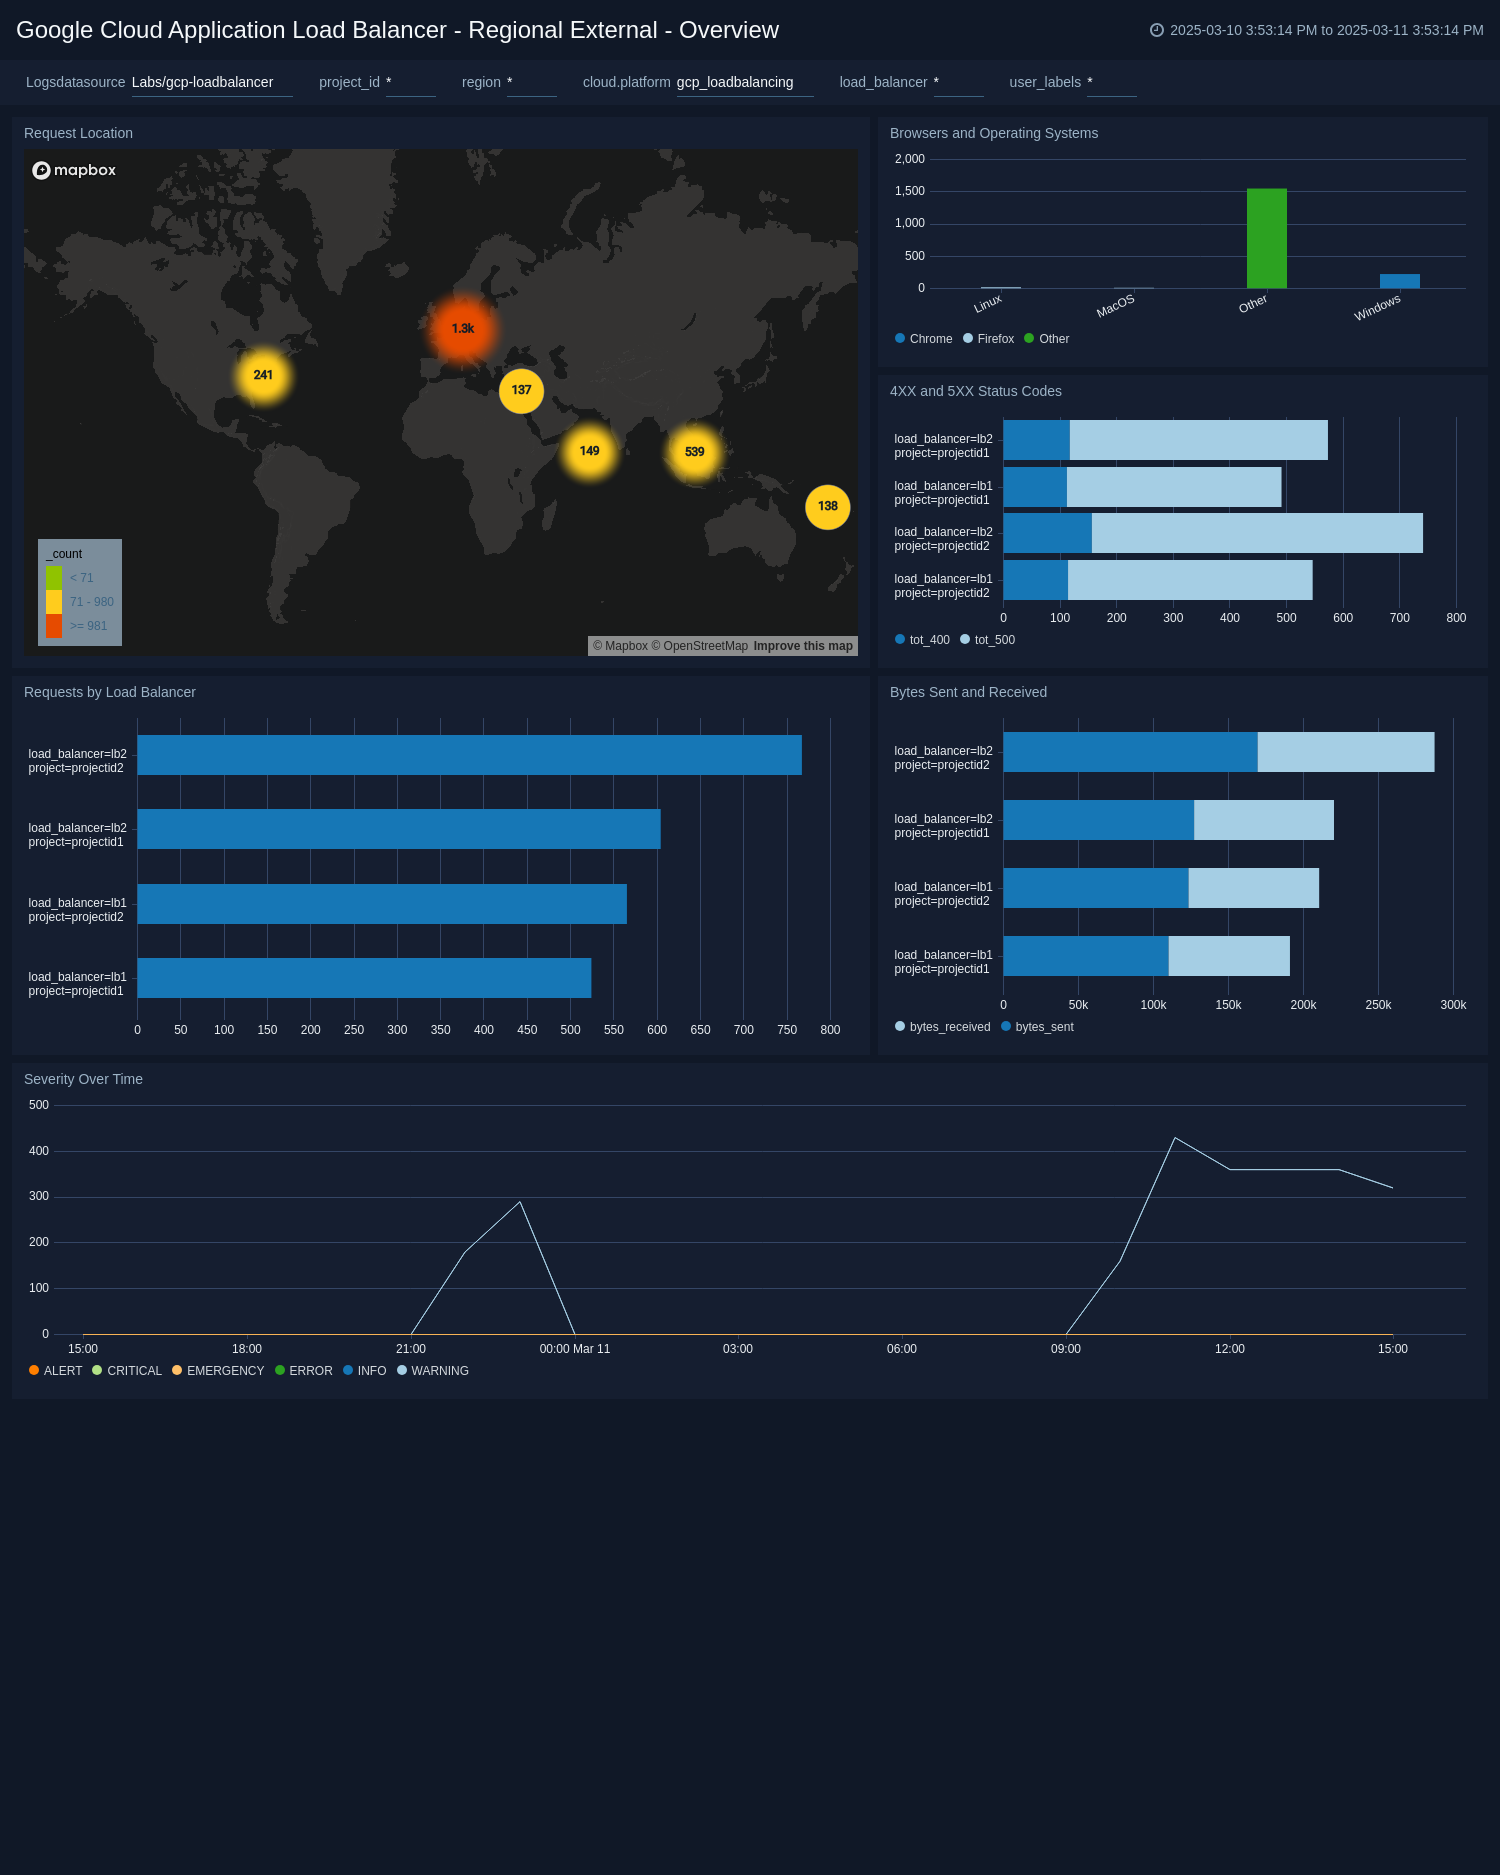 Google Cloud Application Load Balancer - Regional External - Overview
2025-03-10 3:53:14 PM to 2025-03-11 3:53:14 PM
Logsdatasource Labs/gcp-loadbalancer project_id * region * cloud.platform gcp_loadbalancing load_balancer * user_labels *
Request Location
mapbox
1.3k
241
137
149
539
138
_count
< 71
71 - 980
>= 981
© Mapbox © OpenStreetMap Improve this map
Browsers and Operating Systems
2,000
1,500
1,000
500
0
Linux MacOS Other Windows
Chrome Firefox Other
4XX and 5XX Status Codes
load_balancer=lb2
project=projectid1
load_balancer=lb1
project=projectid1
load_balancer=lb2
project=projectid2
load_balancer=lb1
project=projectid2
0 100 200 300 400 500 600 700 800
tot_400 tot_500
Requests by Load Balancer
load_balancer=lb2
project=projectid2
load_balancer=lb2
project=projectid1
load_balancer=lb1
project=projectid2
load_balancer=lb1
project=projectid1
0 50 100 150 200 250 300 350 400 450 500 550 600 650 700 750 800
Bytes Sent and Received
load_balancer=lb2
project=projectid2
load_balancer=lb2
project=projectid1
load_balancer=lb1
project=projectid2
load_balancer=lb1
project=projectid1
0 50k 100k 150k 200k 250k 300k
bytes_received bytes_sent
Severity Over Time
500
400
300
200
100
0
15:00 18:00 21:00 00:00 Mar 11 03:00 06:00 09:00 12:00 15:00
ALERT CRITICAL EMERGENCY ERROR INFO WARNING